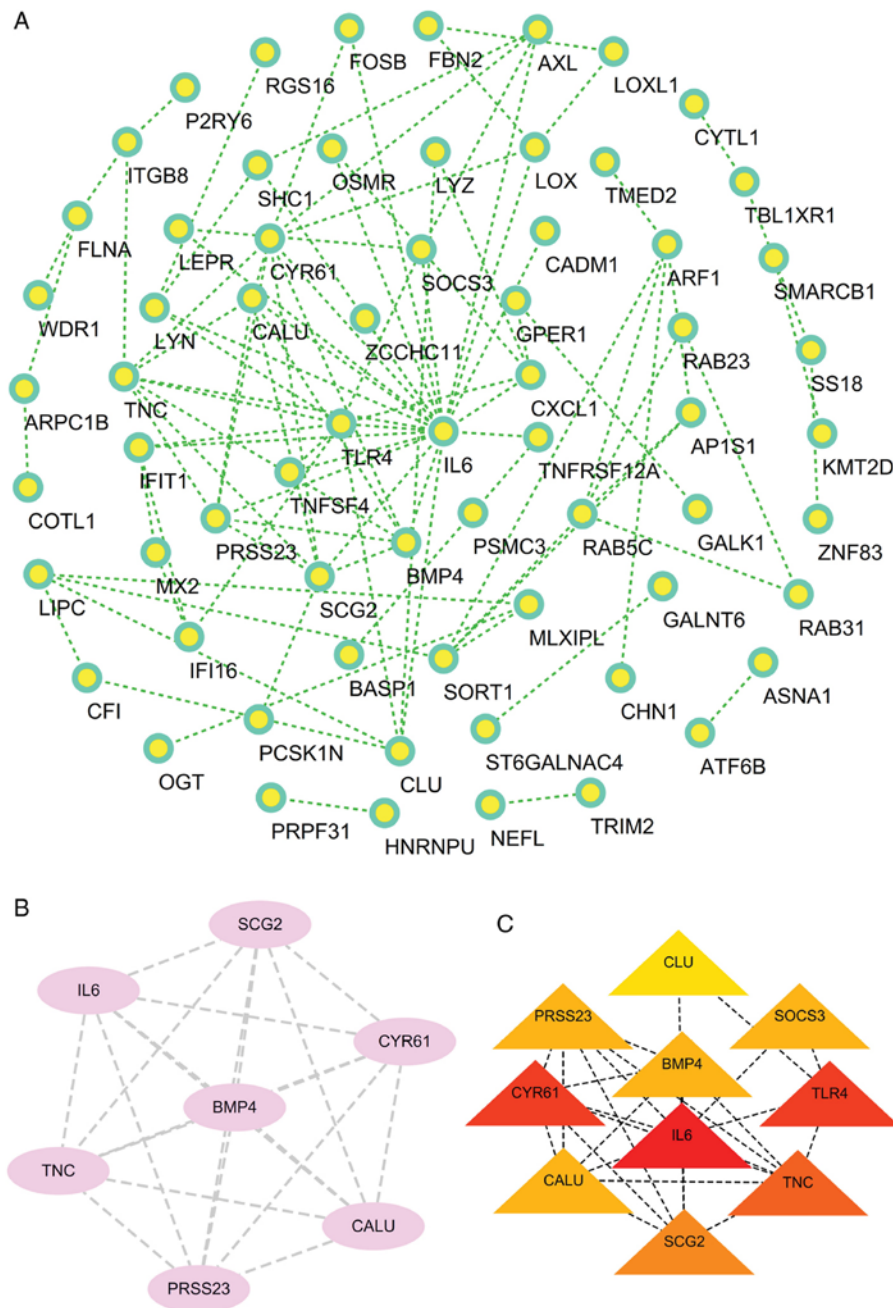 A
FOSB
FBN2
AXL
RGS16
LOXL1
P2RY6
CYTL1
ITGB8
SHC1
OSMR
LYZ
LOX
TMED2
TBL1XR1
FLNA
LEPR
CYR61
SOCS3
CADM1
ARF1
SMARCB1
WDR1
LYN
CALU
ZCCHC11
GPER1
RAB23
SS18
ARPC1B
TNC
TLR4
IL6
CXCL1
AP1S1
KMT2D
COTL1
IFIT1
TNFSF4
TNFRSF12A
PRSS23
PSMC3
RAB5C
GALK1
ZNF83
LIPC
MX2
SCG2
BMP4
MLXIPL
GALNT6
RAB31
CFI
IFI16
BASP1
SORT1
CHN1
ASNA1
OGT
PCSK1N
CLU
ST6GALNAC4
ATF6B
PRPF31
HNRNPU
NEFL
TRIM2
B
SCG2
IL6
CYR61
BMP4
TNC
CALU
PRSS23
C
CLU
PRSS23
SOCS3
BMP4
CYR61
TLR4
IL6
CALU
TNC
SCG2